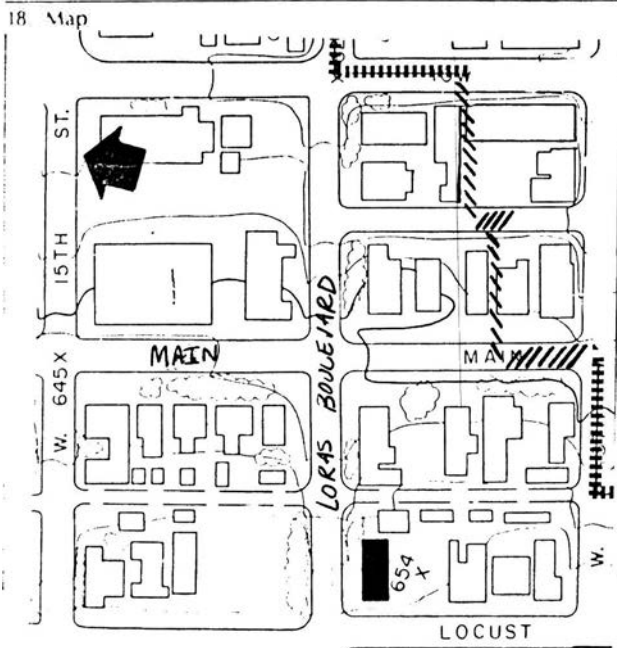 18. Map
ST.
15TH
645 X
W.
MAIN
LORAS BOULEVARD
MAIN
654
X
W.
LOCUST